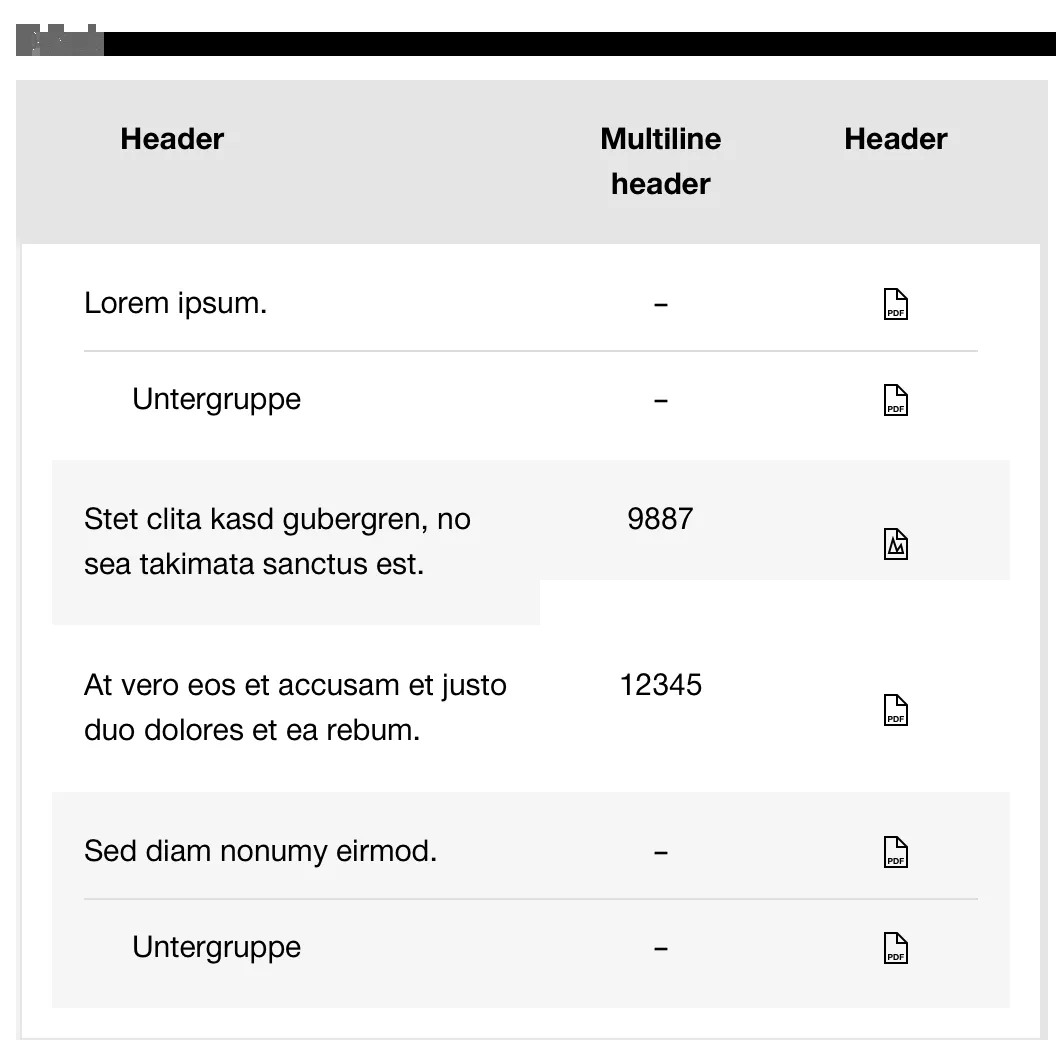 Header Multiline Header
header
Lorem ipsum. – PDF
Untergruppe – PDF
Stet clita kasd gubergren, no 9887
sea takimata sanctus est.
At vero eos et accusam et justo 12345
duo dolores et ea rebum. PDF
Sed diam nonumy eirmod. – PDF
Untergruppe – PDF